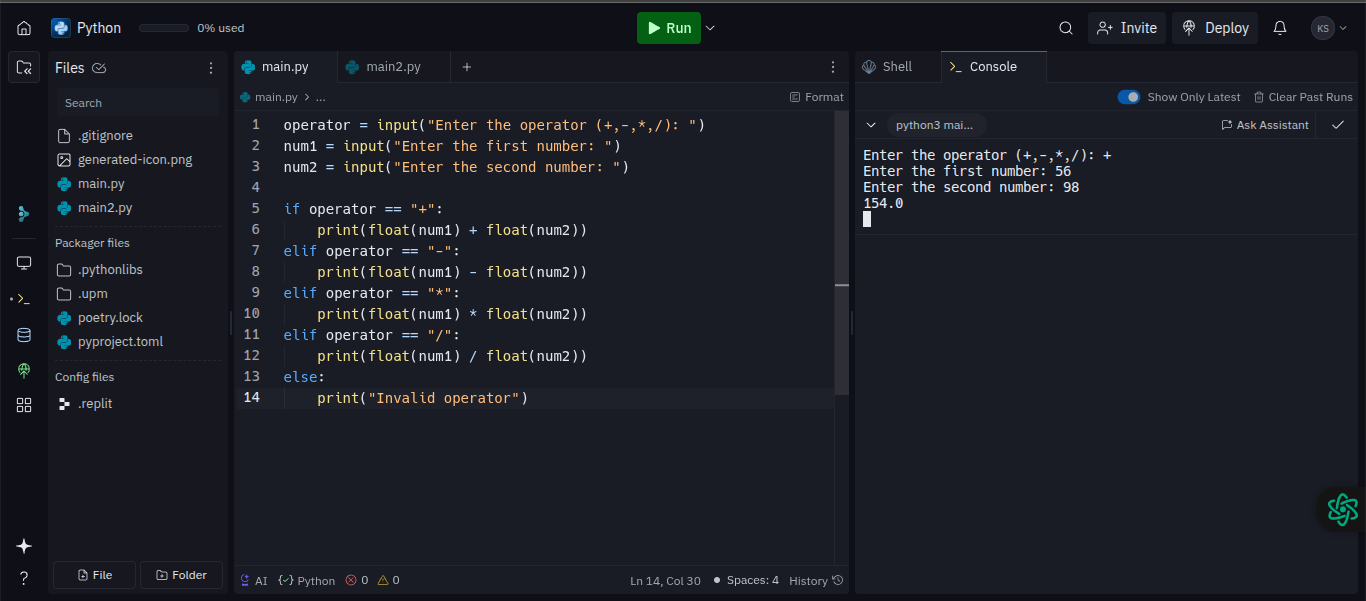 Python
0% used
Run
Invite
Deploy
KS
Files
Search
.gitignore
generated-icon.png
main.py
main2.py
Packager files
.pythonlibs
.upm
poetry.lock
pyproject.toml
Config files
.replit
File
Folder
main.py
main2.py
+
main.py > ...
Format
1 operator = input("Enter the operator (+,-,*,/): ")
2 num1 = input("Enter the first number: ")
3 num2 = input("Enter the second number: ")
4
5 if operator == "+":
6     print(float(num1) + float(num2))
7 elif operator == "-":
8     print(float(num1) - float(num2))
9 elif operator == "*":
10     print(float(num1) * float(num2))
11 elif operator == "/":
12     print(float(num1) / float(num2))
13 else:
14     print("Invalid operator")
AI
Python
0
0
Ln 14, Col 30
Spaces: 4
History
Shell
Console
Show Only Latest
Clear Past Runs
python3 mai...
Ask Assistant
Enter the operator (+,-,*,/): +
Enter the first number: 56
Enter the second number: 98
154.0
?